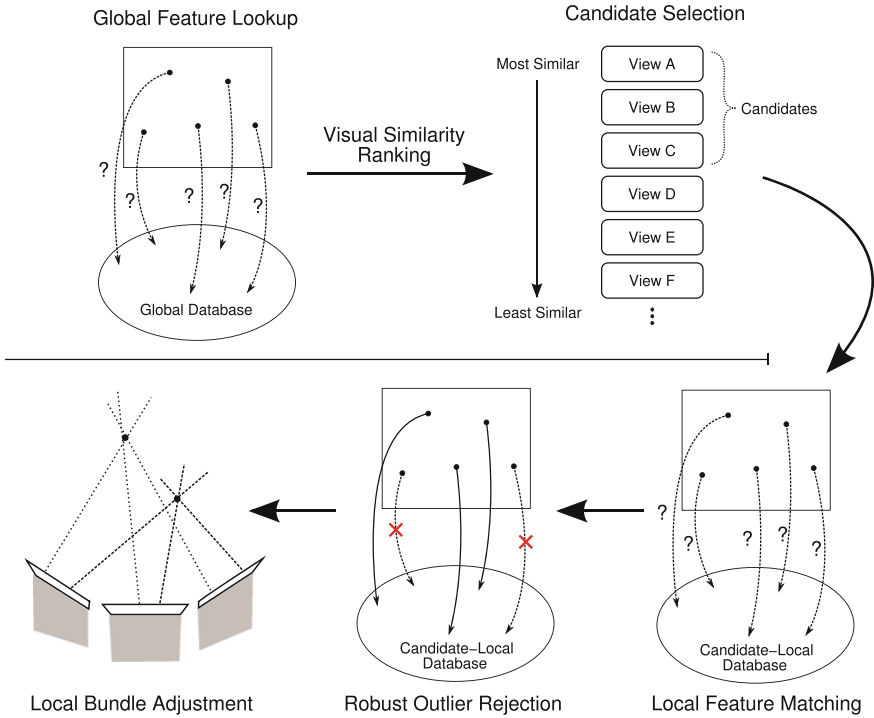 Global Feature Lookup
?
?
?
?
?
Global Database
Visual Similarity
Ranking
Candidate Selection
Most Similar
Least Similar
View A
View B
View C
View D
View E
View F
Candidates
?
?
?
?
?
Candidate−Local
Database
Local Feature Matching
Candidate−Local
Database
Robust Outlier Rejection
Local Bundle Adjustment